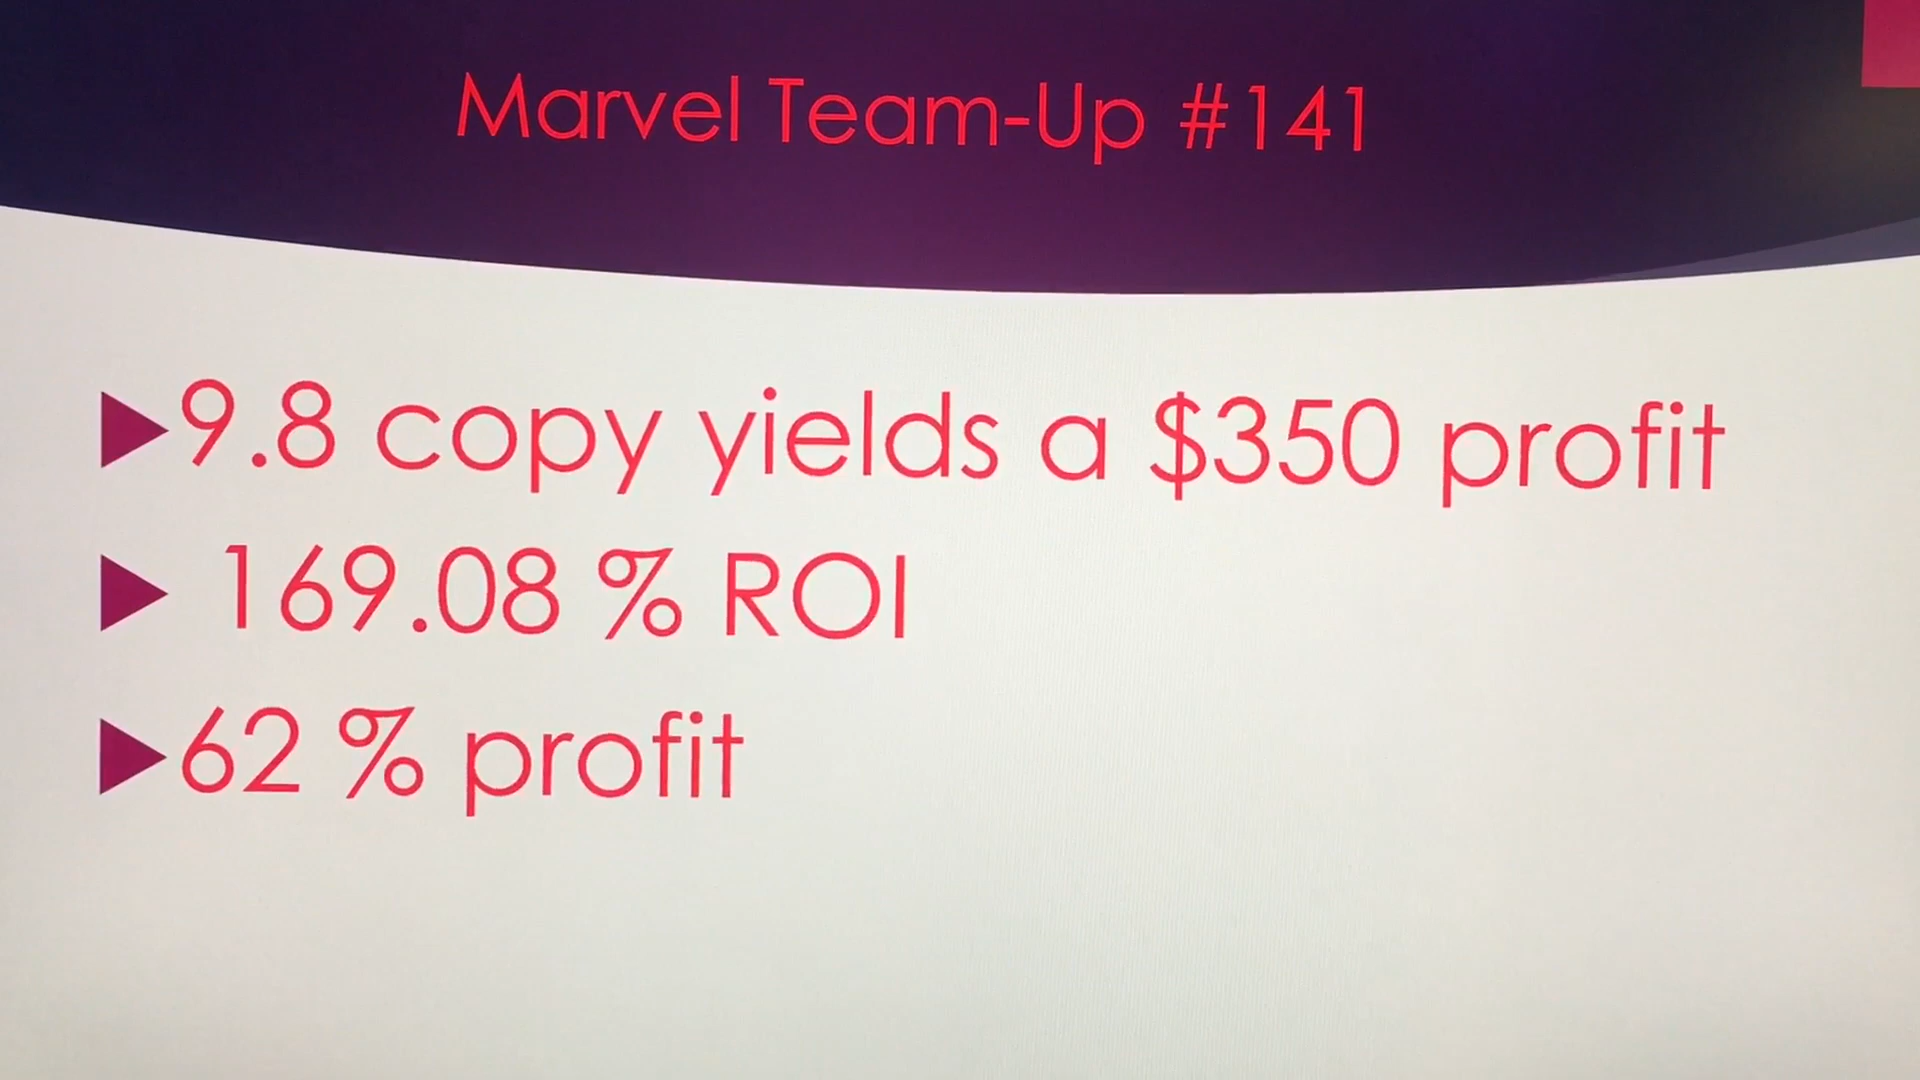 Marvel Team-Up #141
9.8 copy yields a $350 profit
169.08 % ROI
62 % profit